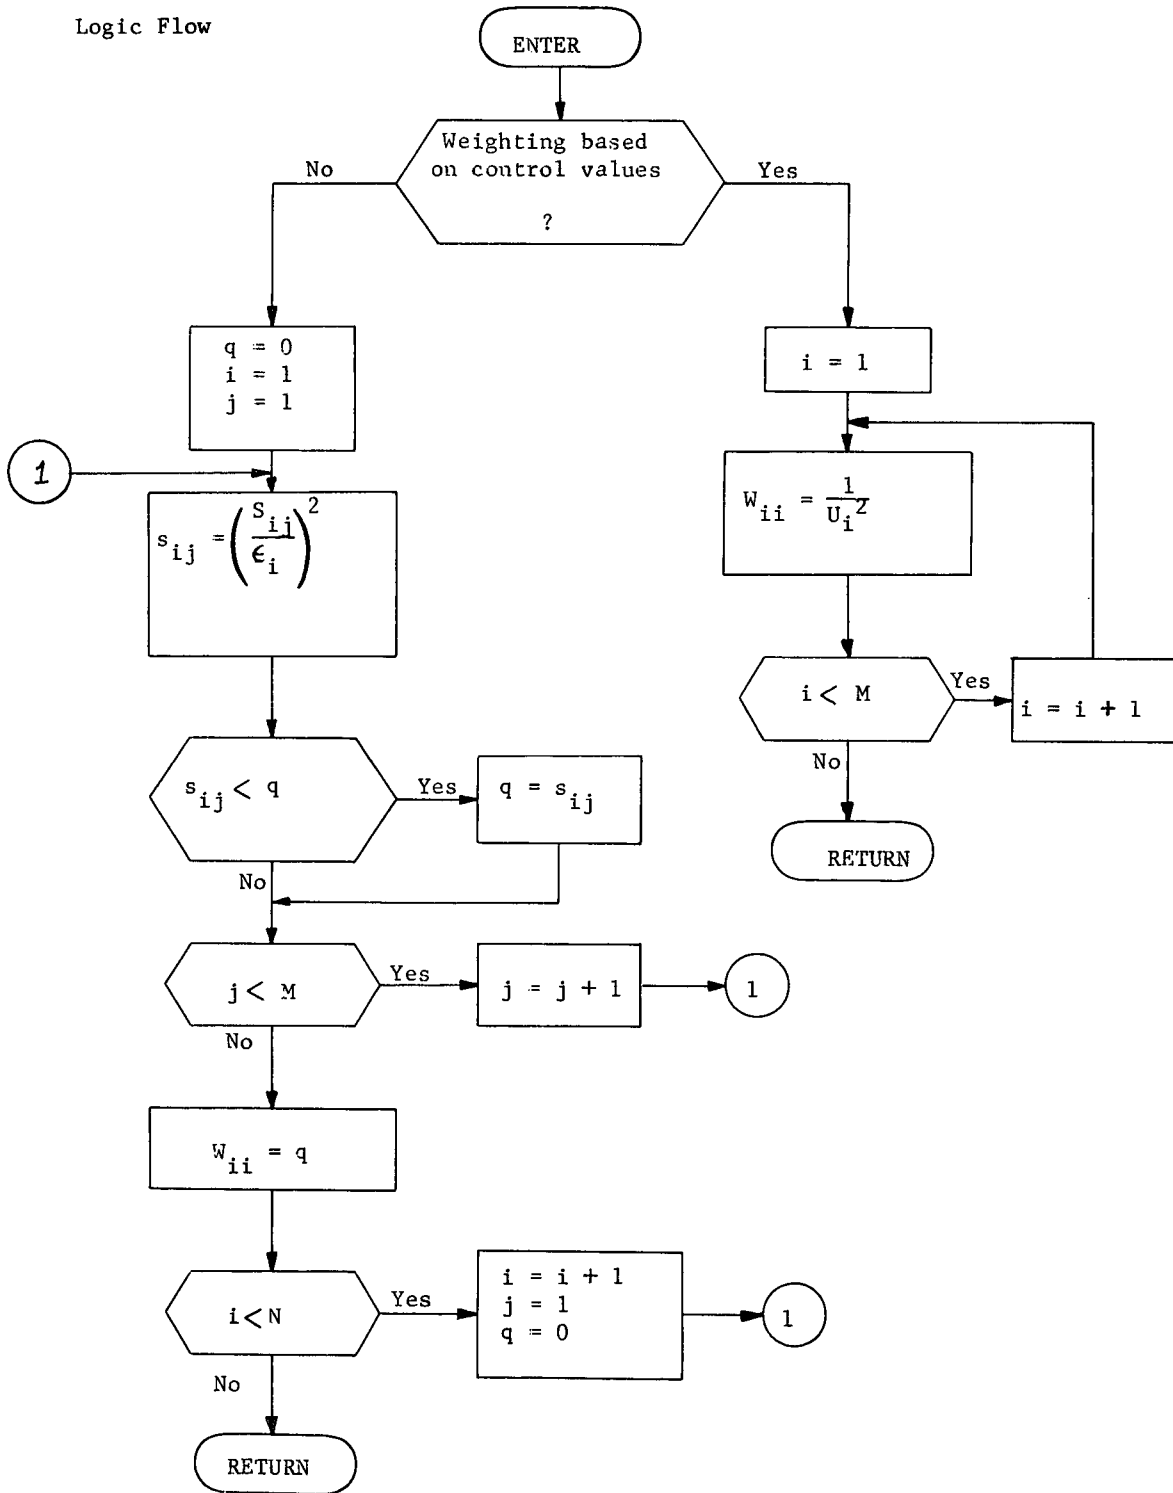 Logic Flow
ENTER
Weighting based
on control values
?
No
Yes
q = 0
i = 1
j = 1
1
s_ij = (S_ij / ϵ_i)^2
s_ij < q
Yes
q = s_ij
No
j < M
Yes
j = j + 1
1
No
W_ii = q
i < N
Yes
i = i + 1
j = 1
q = 0
1
No
RETURN
i = 1
W_ii = 1 / U_i^2
i < M
Yes
i = i + 1
No
RETURN